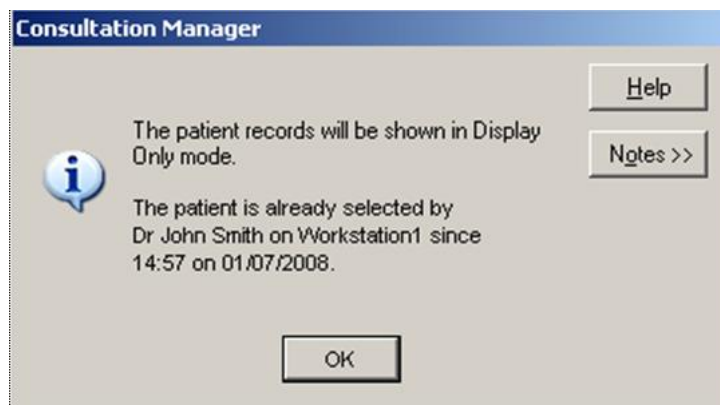 Consultation Manager
Help
The patient records will be shown in Display
Only mode.
Notes >>
The patient is already selected by
Dr John Smith on Workstation1 since
14:57 on 01/07/2008.
OK